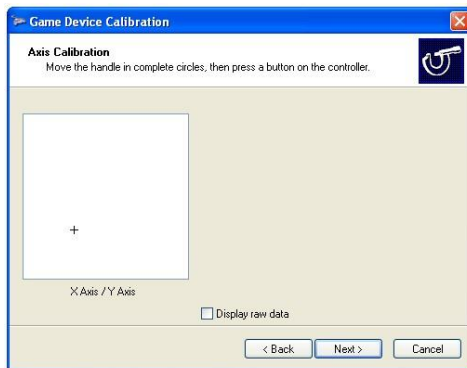 Game Device Calibration
Axis Calibration
Move the handle in complete circles, then press a button on the controller.
X Axis / Y Axis
Display raw data
< Back
Next >
Cancel